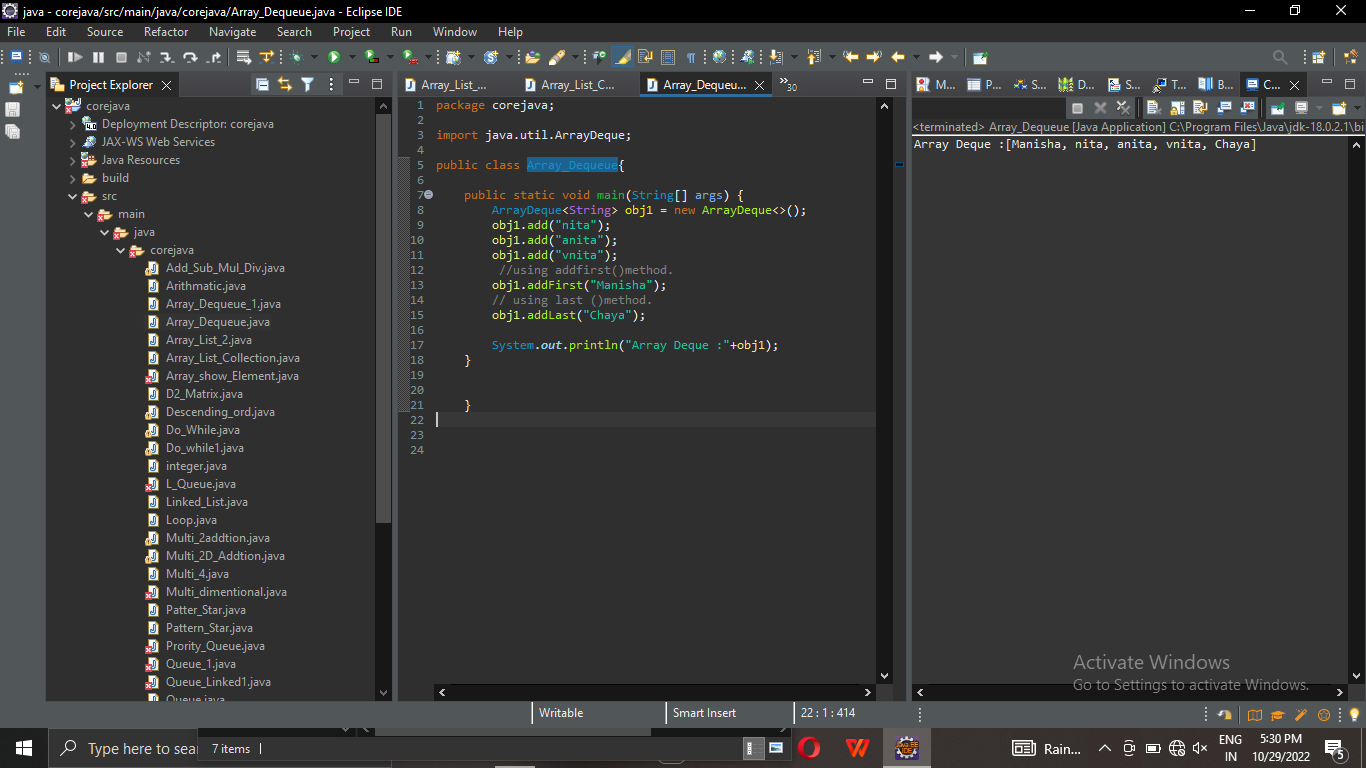 java - corejava/src/main/java/corejava/Array_Dequeue.java - Eclipse IDE
File Edit Source Refactor Navigate Search Project Run Window Help
Project Explorer
corejava
Deployment Descriptor: corejava
JAX-WS Web Services
Java Resources
build
src
main
java
corejava
Add_Sub_Mul_Div.java
Arithmatic.java
Array_Dequeue_1.java
Array_Dequeue.java
Array_List_2.java
Array_List_Collection.java
Array_show_Element.java
D2_Matrix.java
Descending_ord.java
Do_While.java
Do_while1.java
integer.java
L_Queue.java
Linked_List.java
Loop.java
Multi_2addtion.java
Multi_2D_Addtion.java
Multi_4.java
Multi_dimentional.java
Patter_Star.java
Pattern_Star.java
Prority_Queue.java
Queue_1.java
Queue_Linked1.java
Queue.java
Array_List_... Array_List_C... Array_Dequeu... »30
1 package corejava;
2
3 import java.util.ArrayDeque;
4
5 public class Array_Dequeue{
6
7 public static void main(String[] args) {
8 ArrayDeque<String> obj1 = new ArrayDeque<>();
9 obj1.add("nita");
10 obj1.add("anita");
11 obj1.add("vnita");
12 //using addfirst()method.
13 obj1.addFirst("Manisha");
14 // using last ()method.
15 obj1.addLast("Chaya");
16
17 System.out.println("Array Deque :"+obj1);
18 }
19
20
21 }
22
23
24
M... P... S... D... S... T... B... C...
<terminated> Array_Dequeue [Java Application] C:\Program Files\Java\jdk-18.0.2.1\bi
Array Deque :[Manisha, nita, anita, vnita, Chaya]
Activate Windows
Go to Settings to activate Windows.
Writable Smart Insert 22 : 1 : 414
Type here to sear 7 items Rain... ENG IN 5:30 PM 10/29/2022 5